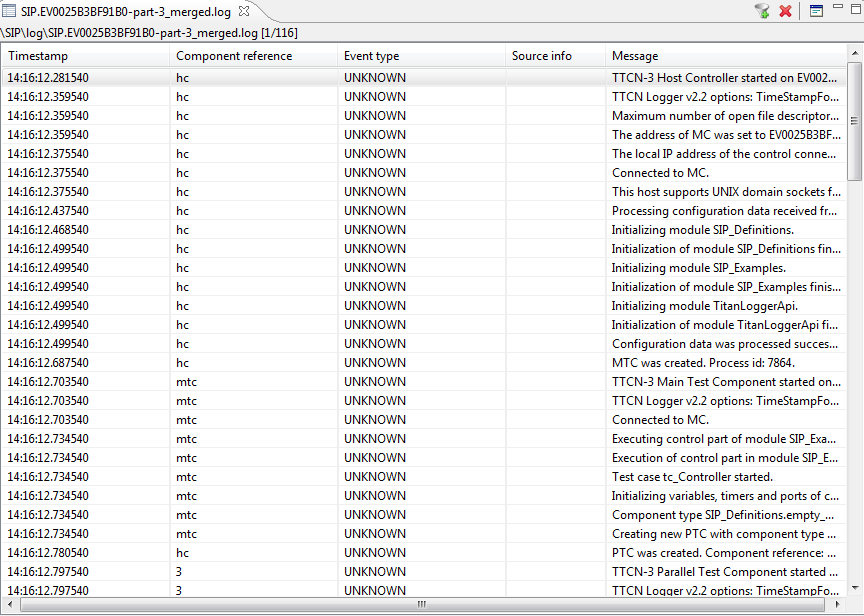 SIP.EV0025B3BF91B0-part-3_merged.log
\SIP\log\SIP.EV0025B3BF91B0-part-3_merged.log [1/116]
Timestamp Component reference Event type Source info Message
14:16:12.281540 hc UNKNOWN TTCN-3 Host Controller started on EV002...
14:16:12.359540 hc UNKNOWN TTCN Logger v2.2 options: TimeStampFo...
14:16:12.359540 hc UNKNOWN Maximum number of open file descriptor...
14:16:12.359540 hc UNKNOWN The address of MC was set to EV0025B3BF...
14:16:12.375540 hc UNKNOWN The local IP address of the control conne...
14:16:12.375540 hc UNKNOWN Connected to MC.
14:16:12.375540 hc UNKNOWN This host supports UNIX domain sockets f...
14:16:12.437540 hc UNKNOWN Processing configuration data received fr...
14:16:12.468540 hc UNKNOWN Initializing module SIP_Definitions.
14:16:12.499540 hc UNKNOWN Initialization of module SIP_Definitions fin...
14:16:12.499540 hc UNKNOWN Initializing module SIP_Examples.
14:16:12.499540 hc UNKNOWN Initialization of module SIP_Examples finis...
14:16:12.499540 hc UNKNOWN Initializing module TitanLoggerApi.
14:16:12.499540 hc UNKNOWN Initialization of module TitanLoggerApi fi...
14:16:12.499540 hc UNKNOWN Configuration data was processed succes...
14:16:12.687540 hc UNKNOWN MTC was created. Process id: 7864.
14:16:12.703540 mtc UNKNOWN TTCN-3 Main Test Component started on...
14:16:12.703540 mtc UNKNOWN TTCN Logger v2.2 options: TimeStampFo...
14:16:12.703540 mtc UNKNOWN Connected to MC.
14:16:12.734540 mtc UNKNOWN Executing control part of module SIP_Exa...
14:16:12.734540 mtc UNKNOWN Execution of control part in module SIP_E...
14:16:12.734540 mtc UNKNOWN Test case tc_Controller started.
14:16:12.734540 mtc UNKNOWN Initializing variables, timers and ports of c...
14:16:12.734540 mtc UNKNOWN Component type SIP_Definitions.empty_...
14:16:12.734540 mtc UNKNOWN Creating new PTC with component type ...
14:16:12.780540 hc UNKNOWN PTC was created. Component reference: ...
14:16:12.797540 3 UNKNOWN TTCN-3 Parallel Test Component started ...
14:16:12.797540 3 UNKNOWN TTCN Logger v2.2 options: TimeStampFo...